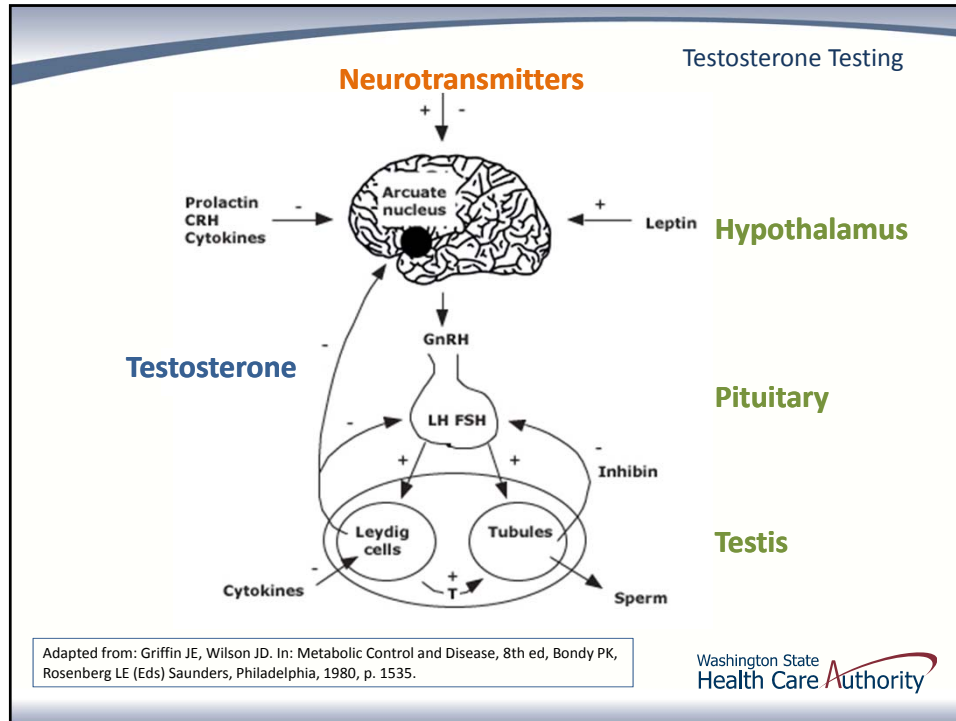 Testosterone Testing
Neurotransmitters
+ -
Arcuate
nucleus
Prolactin
CRH
Cytokines
-
+
Leptin
Hypothalamus
GnRH
-
Testosterone
Pituitary
-
LH FSH
-
Inhibin
+ +
Leydig
cells
Tubules
Testis
-
Cytokines
+
T
Sperm
Adapted from: Griffin JE, Wilson JD. In: Metabolic Control and Disease, 8th ed, Bondy PK,
Rosenberg LE (Eds) Saunders, Philadelphia, 1980, p. 1535.
Washington State
Health Care Authority